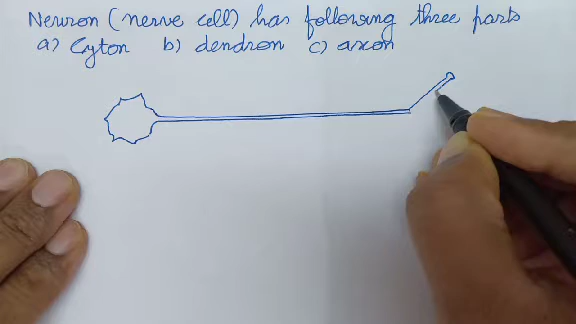 Neuron (nerve cell) has following three parts
a) Cyton b) dendron c) axon